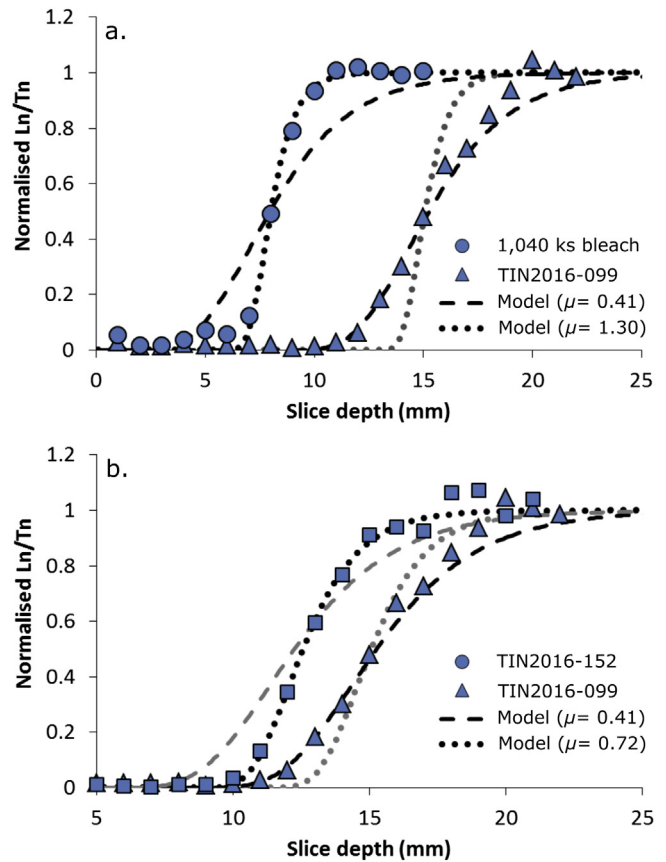 a.
Normalised Ln/Tn
1.2
1
0.8
0.6
0.4
0.2
0
1,040 ks bleach
TIN2016-099
Model (μ= 0.41)
Model (μ= 1.30)
0 5 10 15 20 25
Slice depth (mm)
b.
Normalised Ln/Tn
1.2
1
0.8
0.6
0.4
0.2
0
TIN2016-152
TIN2016-099
Model (μ= 0.41)
Model (μ= 0.72)
5 10 15 20 25
Slice depth (mm)